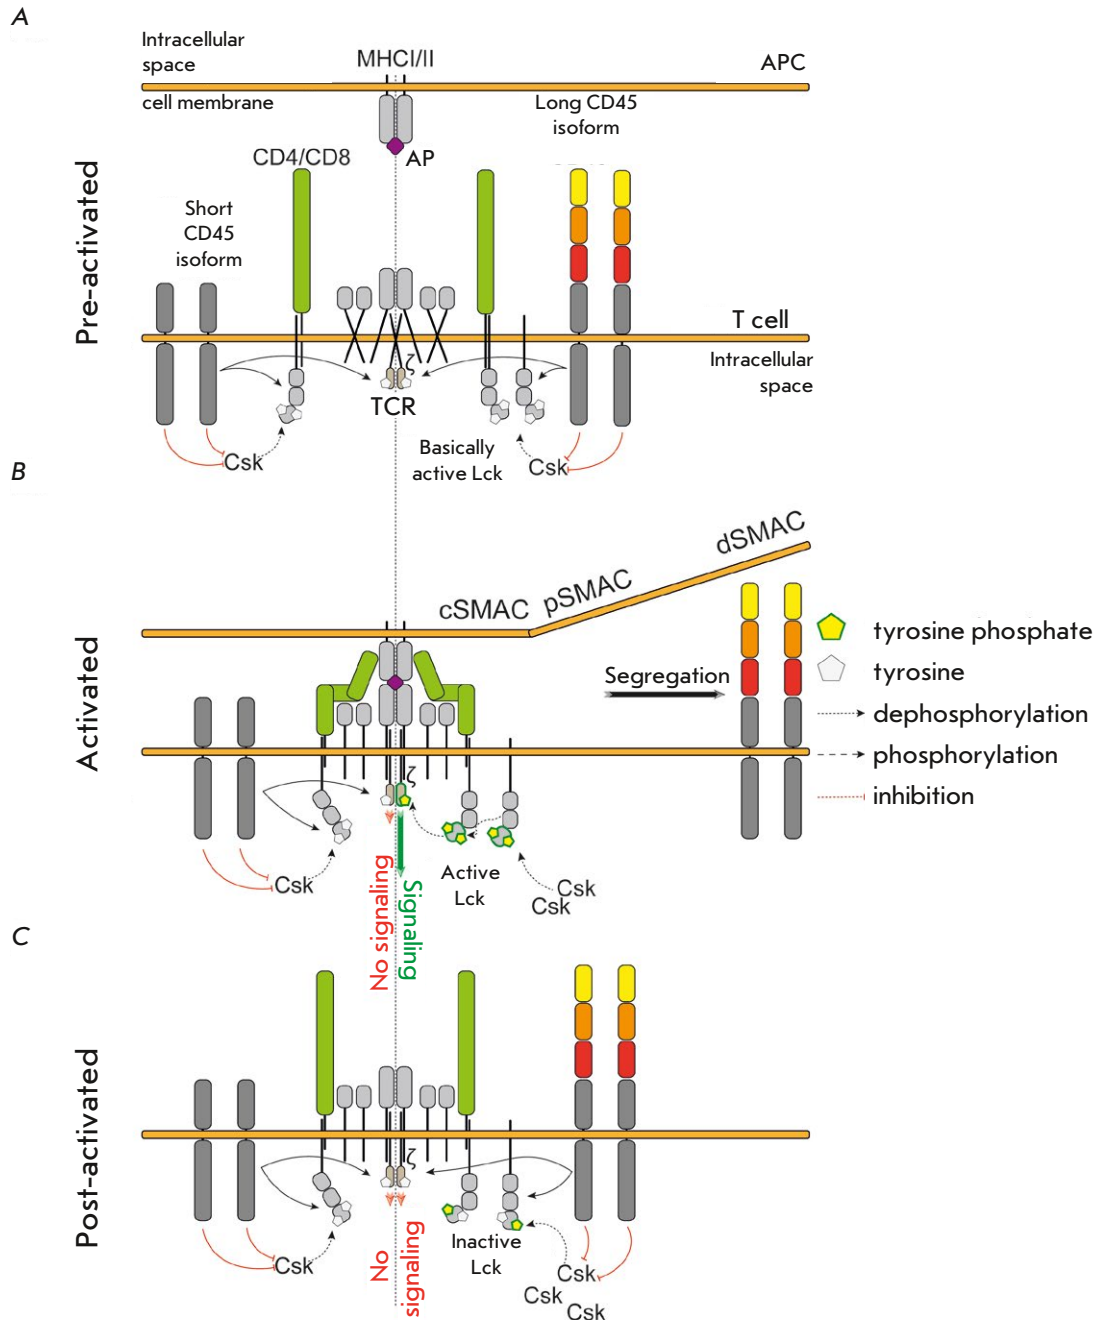 A
Intracellular
space
MHCI/II
APC
cell membrane
Long CD45
isoform
CD4/CD8
AP
Short
CD45
isoform
Pre-activated
T cell
Intracellular
space
ζ
TCR
Basically
active Lck
Csk
Csk
B
dSMAC
pSMAC
cSMAC
Segregation
tyrosine phosphate
tyrosine
dephosphorylation
phosphorylation
inhibition
Activated
ζ
Active
Lck
Csk
Csk
Csk
No signaling
Signaling
C
Post-activated
ζ
Inactive
Lck
Csk
Csk
Csk
Csk
No
signaling